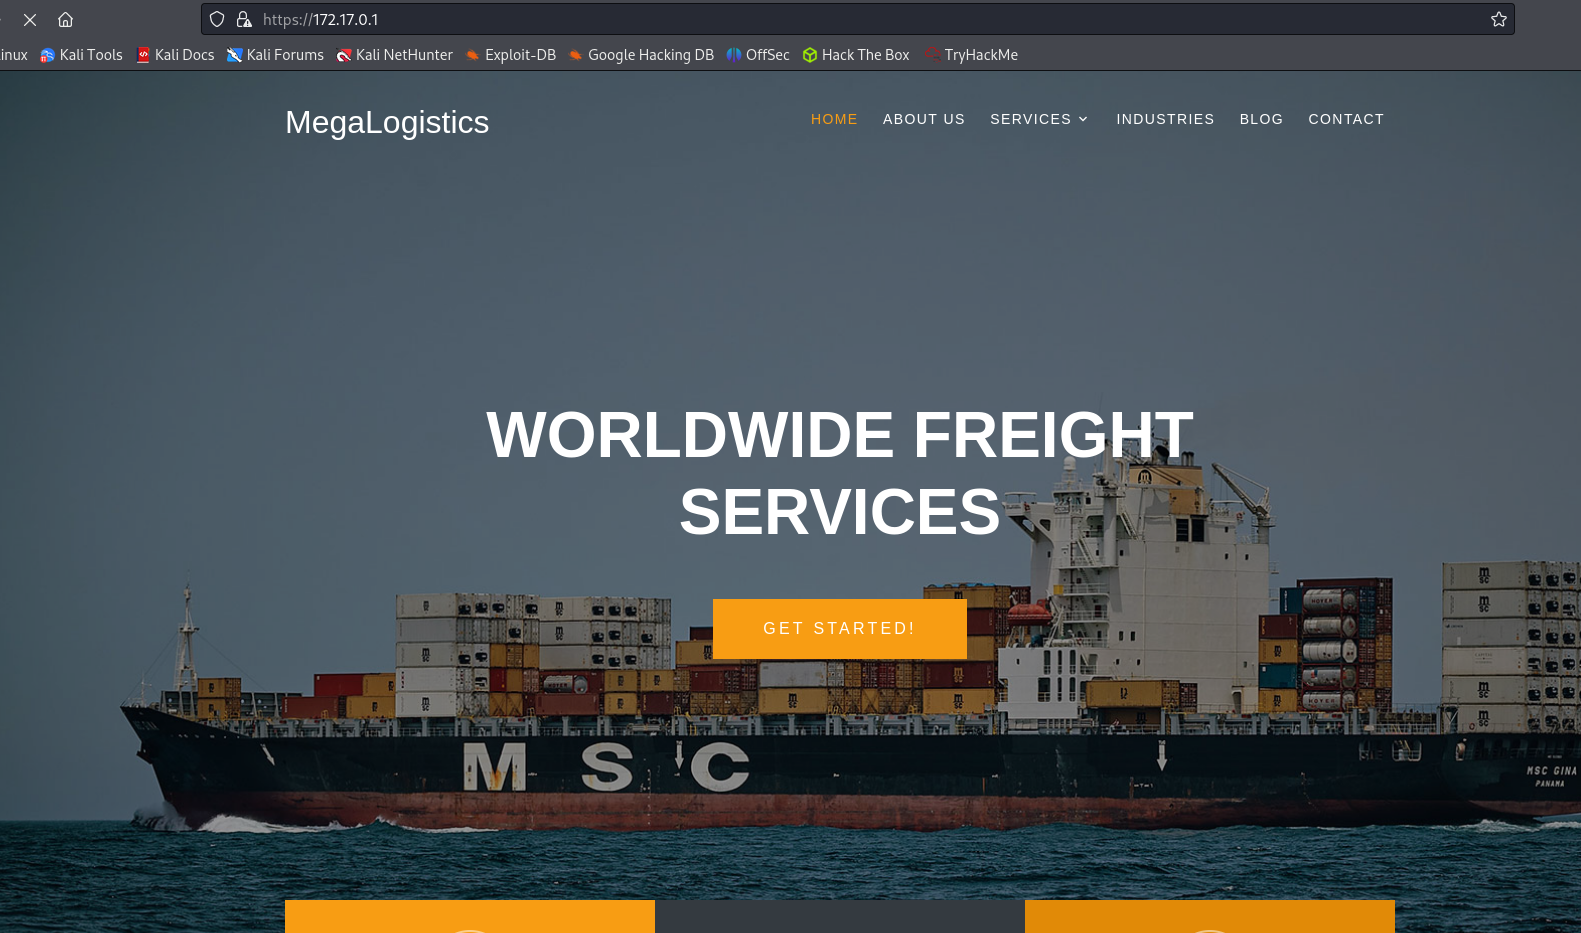 https://172.17.0.1
inux Kali Tools Kali Docs Kali Forums Kali NetHunter Exploit-DB Google Hacking DB OffSec Hack The Box TryHackMe
MegaLogistics
HOME ABOUT US SERVICES INDUSTRIES BLOG CONTACT
WORLDWIDE FREIGHT
SERVICES
GET STARTED!
MSC
MSC GINA
PANAMA